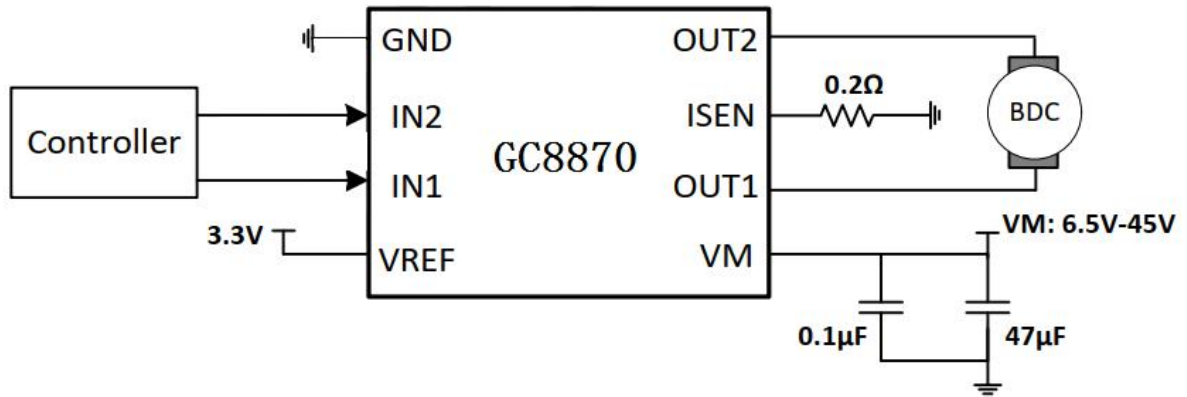 GND
OUT2
0.2Ω
Controller
IN2
ISEN
BDC
GC8870
IN1
OUT1
3.3V
VREF
VM
VM: 6.5V-45V
0.1μF
47μF